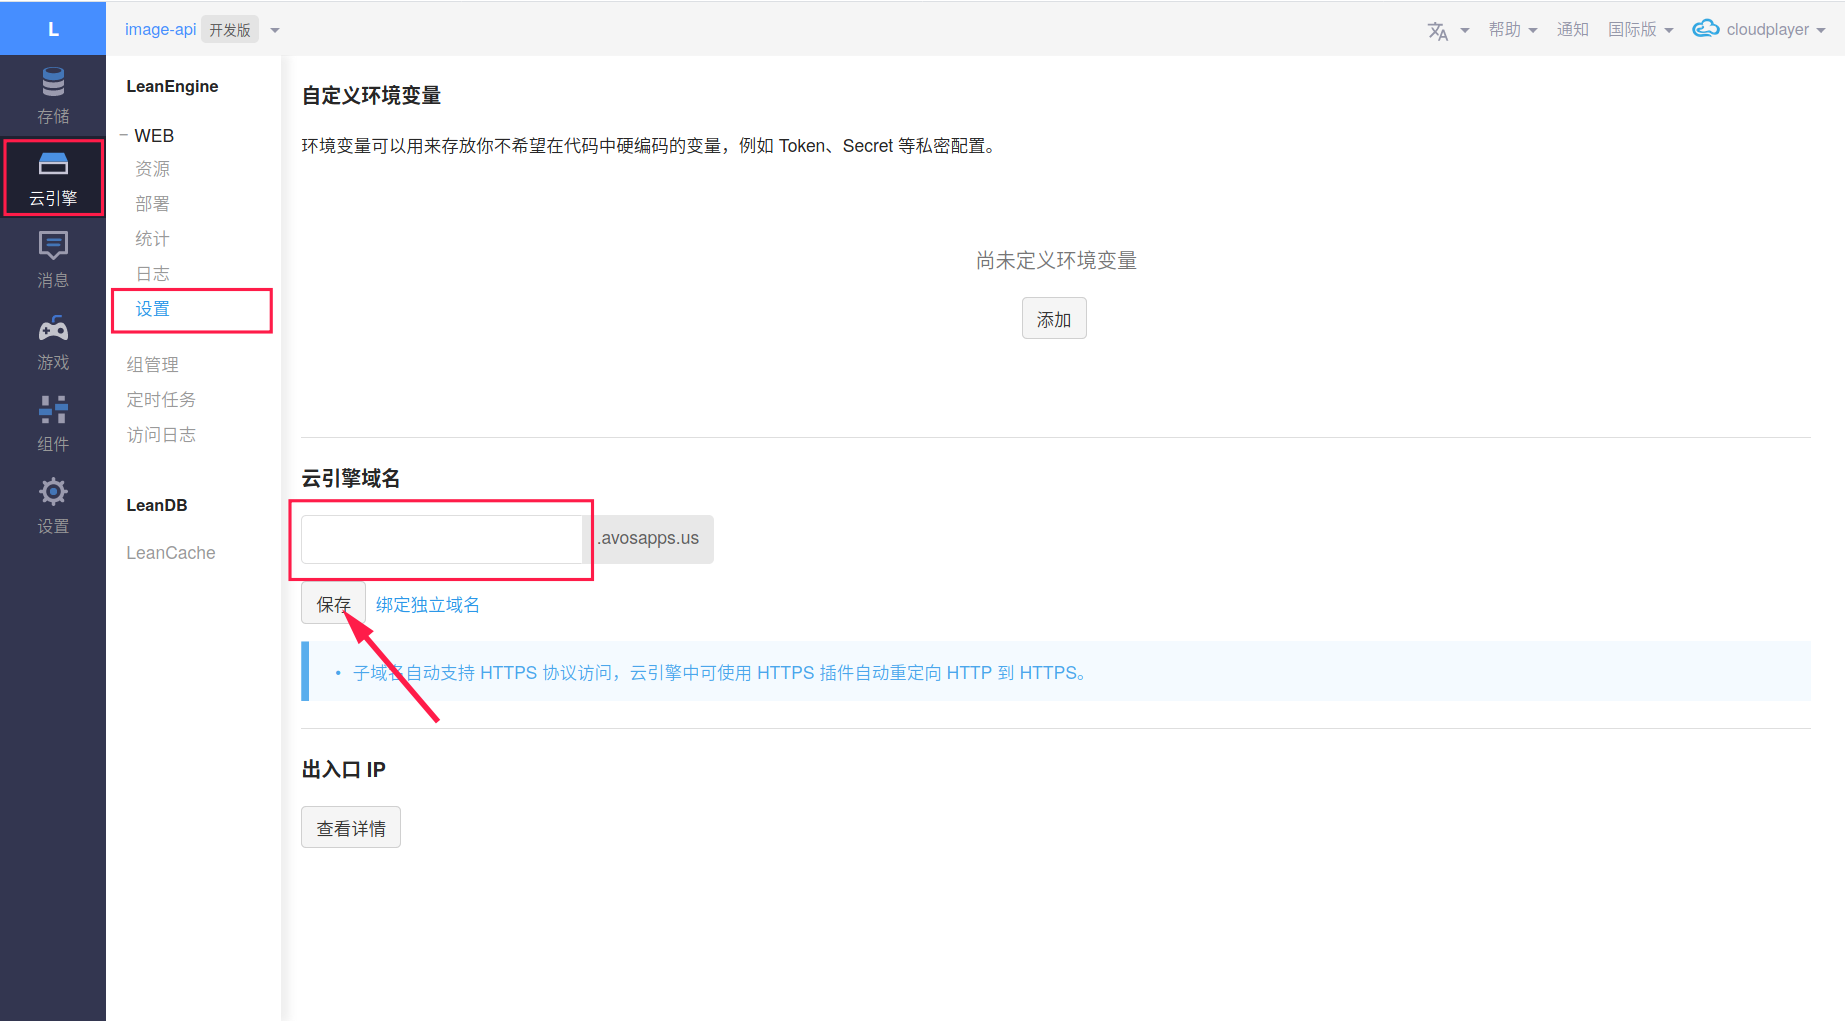 L
image-api 开发版
帮助
通知
国际版
cloudplayer
存储
云引擎
消息
游戏
组件
设置
LeanEngine
WEB
资源
部署
统计
日志
设置
组管理
定时任务
访问日志
LeanDB
LeanCache
自定义环境变量
环境变量可以用来存放你不希望在代码中硬编码的变量，例如 Token、Secret 等私密配置。
尚未定义环境变量
添加
云引擎域名
.avosapps.us
保存 绑定独立域名
• 子域名自动支持 HTTPS 协议访问，云引擎中可使用 HTTPS 插件自动重定向 HTTP 到 HTTPS。
出入口 IP
查看详情